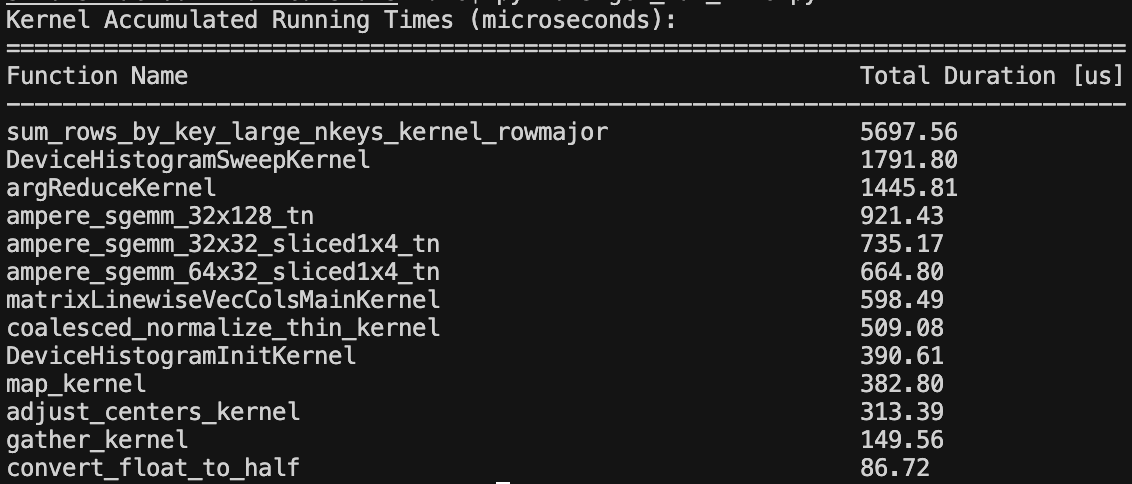 Kernel Accumulated Running Times (microseconds):
================================================================================
Function Name Total Duration [us]
--------------------------------------------------------------------------------
sum_rows_by_key_large_nkeys_kernel_rowmajor 5697.56
DeviceHistogramSweepKernel 1791.80
argReduceKernel 1445.81
ampere_sgemm_32x128_tn 921.43
ampere_sgemm_32x32_sliced1x4_tn 735.17
ampere_sgemm_64x32_sliced1x4_tn 664.80
matrixLinewiseVecColsMainKernel 598.49
coalesced_normalize_thin_kernel 509.08
DeviceHistogramInitKernel 390.61
map_kernel 382.80
adjust_centers_kernel 313.39
gather_kernel 149.56
convert_float_to_half 86.72